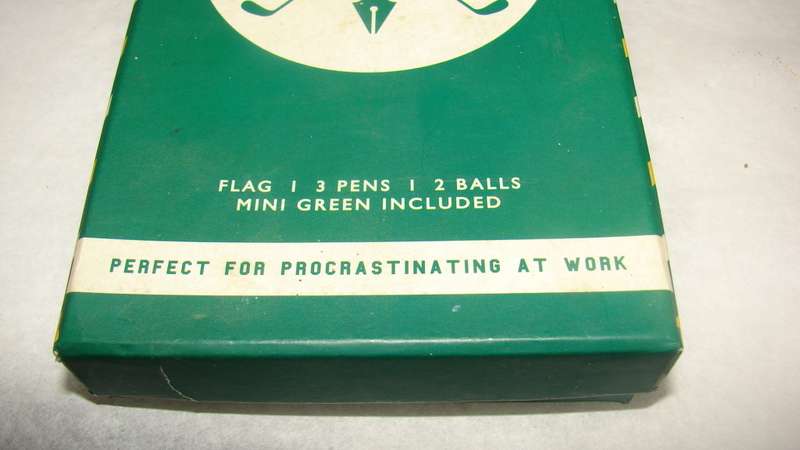 FLAG | 3 PENS | 2 BALLS
MINI GREEN INCLUDED
PERFECT FOR PROCRASTINATING AT WORK